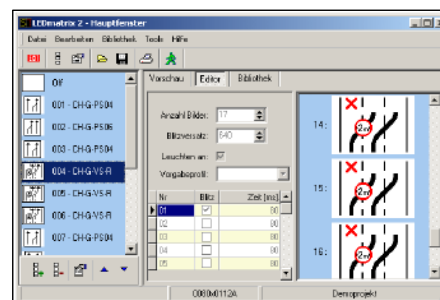 LEDmatrix 2 - Hauptfenster
Datei Bearbeiten Bibliothek Tools Hilfe
Off
001 - CH-G-PS04
002 - CH-G-PS06
003 - CH-G-PS04
004 - CH-G-VS-R
005 - CH-G-VS-R
006 - CH-G-VS-R
007 - CH-G-PS04
Vorschau Editor Bibliothek
Anzahl Bilder: 17
Blitzversatz: 640
Leuchten an:
Vorgabeprofil:
Nr Blitz Zeit [ms]
01 80
02 80
03 80
04 80
05 80
14:
2m
15:
2m
16:
2m
0080M0112A Demoprojekt